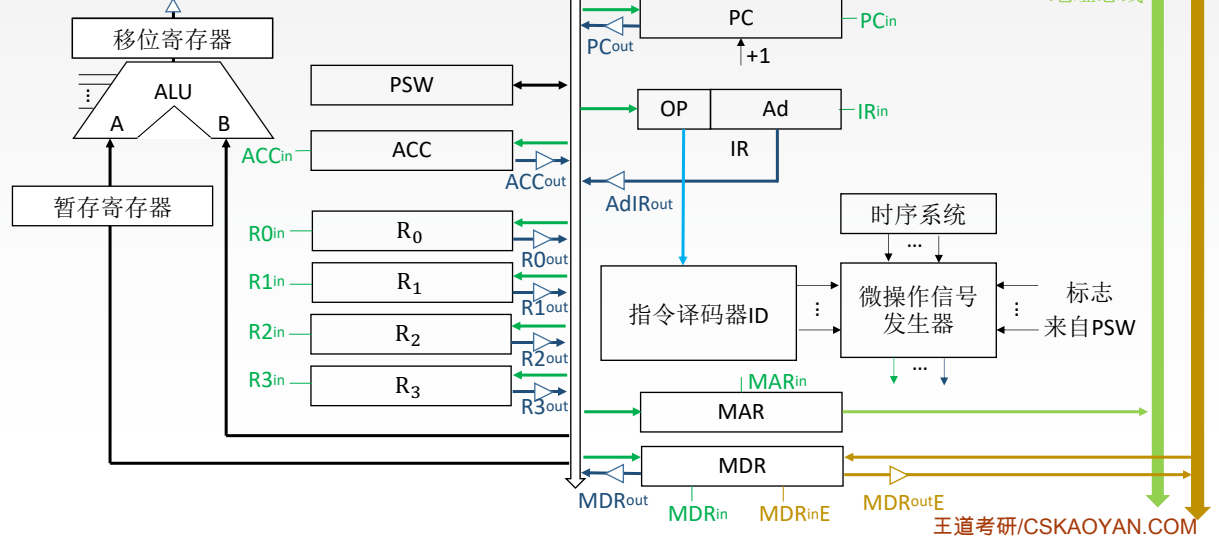 移位寄存器
ALU
A
B
暂存寄存器
PSW
ACC
ACCin
ACCout
R0
R0in
R0out
R1
R1in
R1out
R2
R2in
R2out
R3
R3in
R3out
PC
PCin
PCout
+1
OP
Ad
IRin
IR
AdIRout
时序系统
...
指令译码器ID
微操作信号
发生器
标志
来自PSW
...
MARin
MAR
MDR
MDRout
MDRin
MDRinE
MDRoutE
王道考研/CSKAOYAN.COM